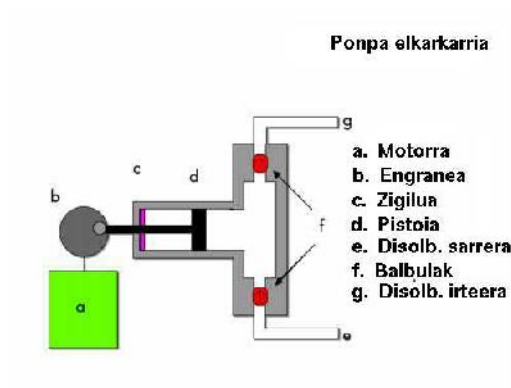 Ponpa elkarkarria
g
c
d
a. Motorra
b. Engranea
b
c. Zigilua
f
d. Pistoia
e. Disolb. sarrera
f. Balbulak
g. Disolb. irteera
a
e